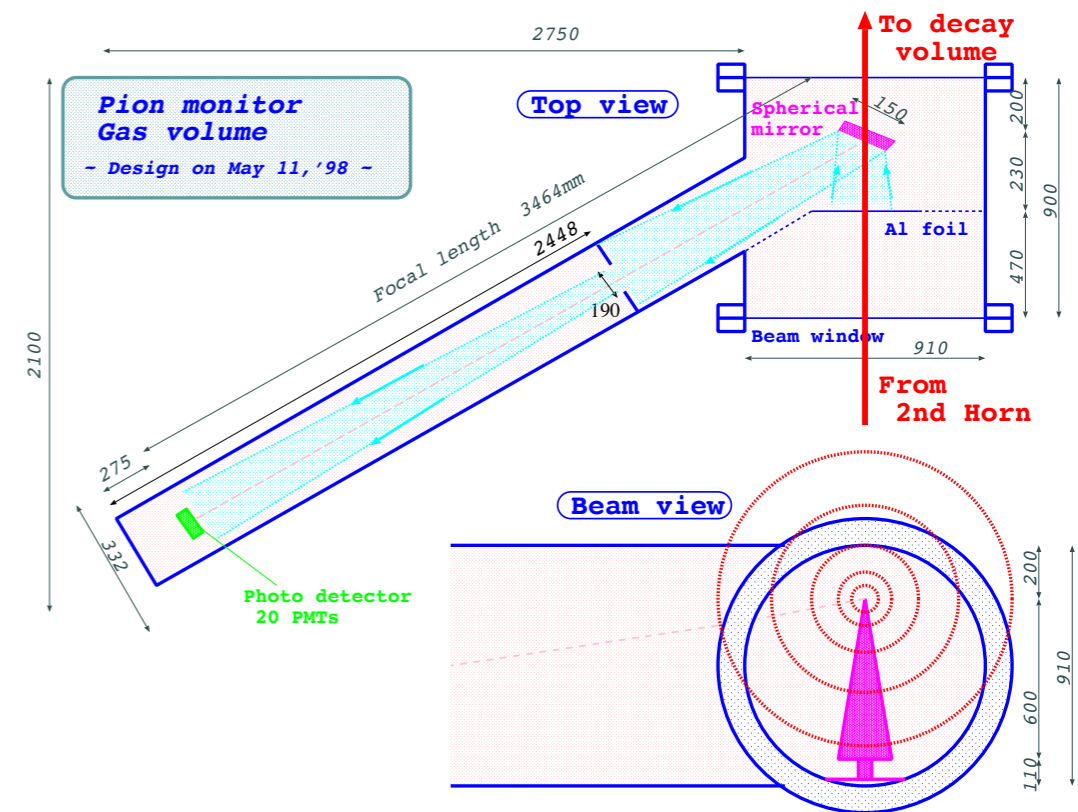 2750
To decay
volume
Pion monitor
Gas volume
~ Design on May 11,'98 ~
Top view
Spherical
mirror
150
200
230
900
470
Al foil
Focal length 3464mm
2448
190
Beam window
910
2100
From
2nd Horn
275
332
Photo detector
20 PMTs
Beam view
200
910
600
110